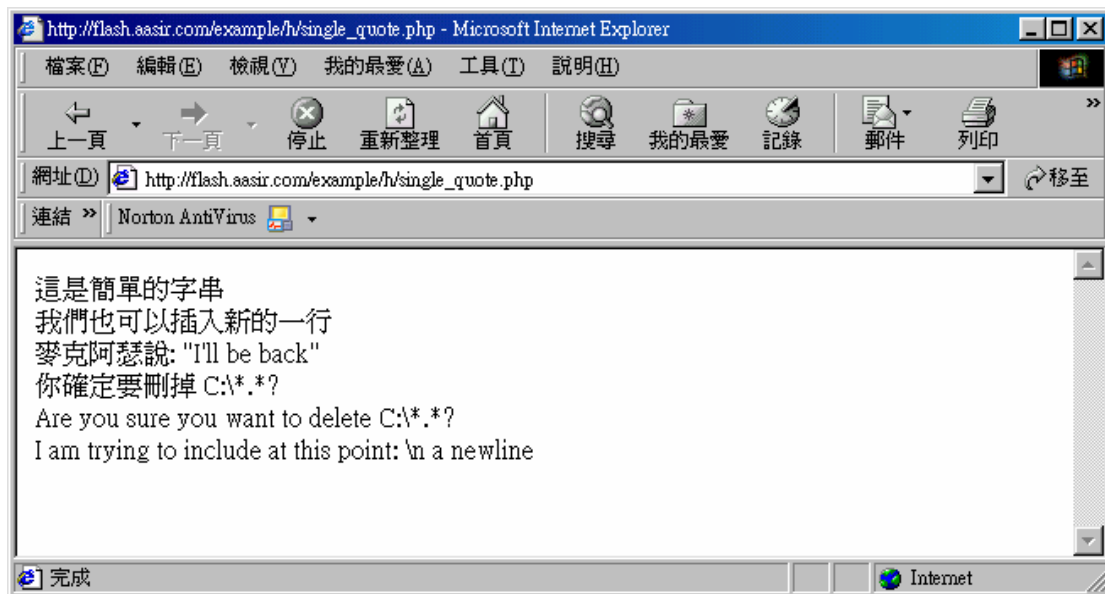 http://flash.aasir.com/example/h/single_quote.php - Microsoft Internet Explorer
檔案(F) 編輯(E) 檢視(V) 我的最愛(A) 工具(T) 說明(H)
上一頁 下一頁 停止 重新整理 首頁 搜尋 我的最愛 記錄 郵件 列印 »
網址(D) http://flash.aasir.com/example/h/single_quote.php 移至
連結 » Norton AntiVirus
這是簡單的字串
我們也可以插入新的一行
麥克阿瑟說: "I'll be back"
你確定要刪掉 C:\*.*?
Are you sure you want to delete C:\*.*?
I am trying to include at this point: \n a newline
完成 Internet